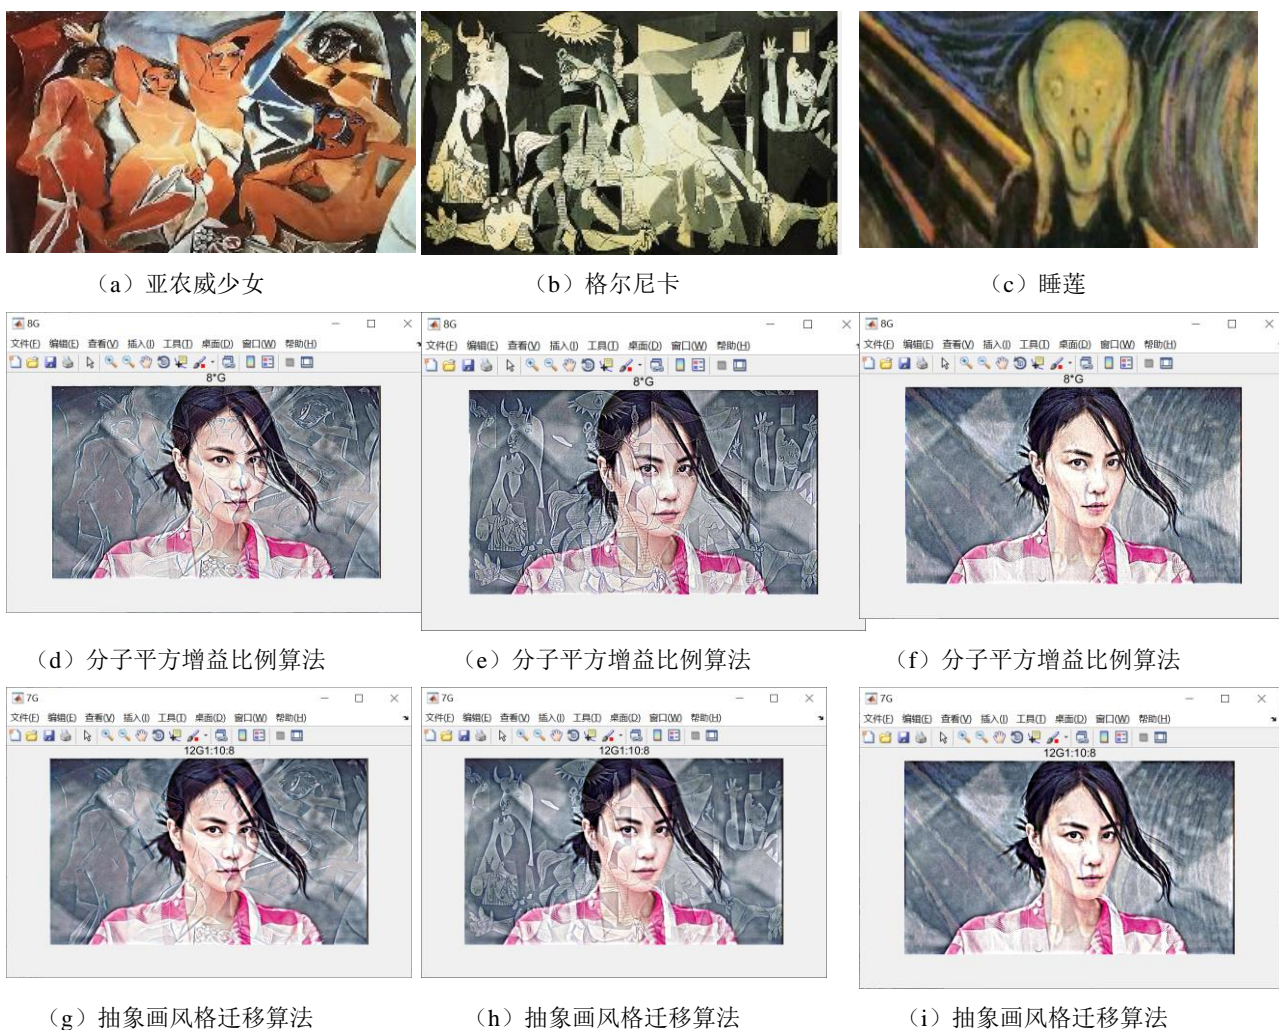 （a）亚农威少女
（b）格尔尼卡
（c）睡莲
8G
8G
8G
文件(F) 编辑(E) 查看(V) 插入(I) 工具(T) 桌面(D) 窗口(W) 帮助(H)
文件(F) 编辑(E) 查看(V) 插入(I) 工具(T) 桌面(D) 窗口(W) 帮助(H)
文件(F) 编辑(E) 查看(V) 插入(I) 工具(T) 桌面(D) 窗口(W) 帮助(H)
8*G
8*G
8*G
（d）分子平方增益比例算法
（e）分子平方增益比例算法
（f）分子平方增益比例算法
7G
7G
7G
文件(F) 编辑(E) 查看(V) 插入(I) 工具(T) 桌面(D) 窗口(W) 帮助(H)
文件(F) 编辑(E) 查看(V) 插入(I) 工具(T) 桌面(D) 窗口(W) 帮助(H)
文件(F) 编辑(E) 查看(V) 插入(I) 工具(T) 桌面(D) 窗口(W) 帮助(H)
12G1:10:8
12G1:10:8
12G1:10:8
（g）抽象画风格迁移算法
（h）抽象画风格迁移算法
（i）抽象画风格迁移算法